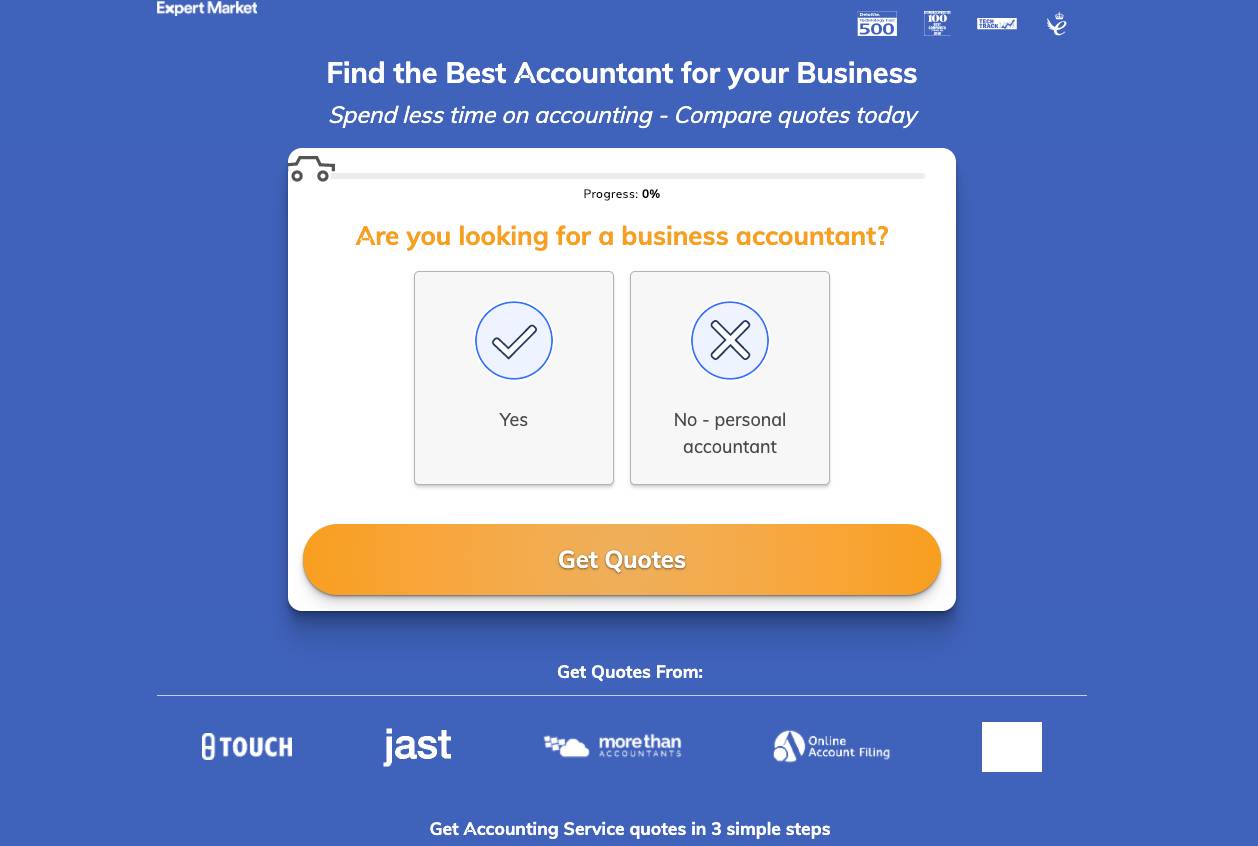 Expert Market
Deloitte.
500
100
TECH
TRACK
Find the Best Accountant for your Business
Spend less time on accounting - Compare quotes today
Progress: 0%
Are you looking for a business accountant?
Yes
No - personal
accountant
Get Quotes
Get Quotes From:
TOUCH
jast
more than
ACCOUNTANTS
Online
Account Filing
Get Accounting Service quotes in 3 simple steps